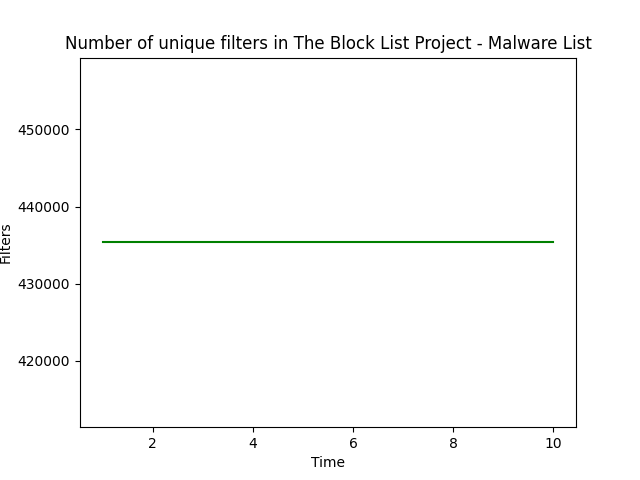 Number of unique filters in The Block List Project - Malware List
450000
440000
430000
420000
Filters
2 4 6 8 10
Time